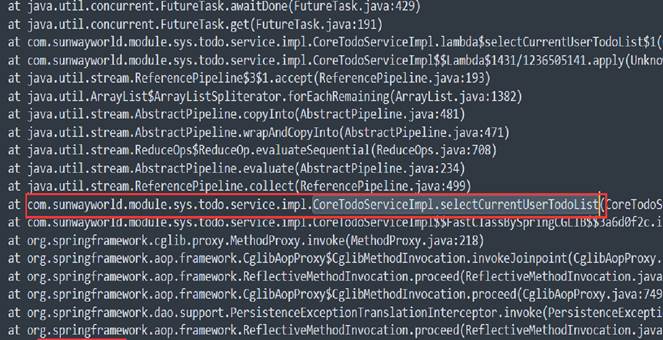 at java.util.concurrent.FutureTask.awaitDone(FutureTask.java:429)
at java.util.concurrent.FutureTask.get(FutureTask.java:191)
at com.sunwayworld.module.sys.todo.service.impl.CoreTodoServiceImpl.lambda$selectCurrentUserTodoList$1(
at com.sunwayworld.module.sys.todo.service.impl.CoreTodoServiceImpl$$Lambda$1431/1236505141.apply(Unkno
at java.util.stream.ReferencePipeline$3$1.accept(ReferencePipeline.java:193)
at java.util.ArrayList$ArrayListSpliterator.forEachRemaining(ArrayList.java:1382)
at java.util.stream.AbstractPipeline.copyInto(AbstractPipeline.java:481)
at java.util.stream.AbstractPipeline.wrapAndCopyInto(AbstractPipeline.java:471)
at java.util.stream.ReduceOps$ReduceOp.evaluateSequential(ReduceOps.java:708)
at java.util.stream.AbstractPipeline.evaluate(AbstractPipeline.java:234)
at java.util.stream.ReferencePipeline.collect(ReferencePipeline.java:499)
at com.sunwayworld.module.sys.todo.service.impl.CoreTodoServiceImpl.selectCurrentUserTodoList(CoreTodoS
at com.sunwayworld.module.sys.todo.service.impl.CoreTodoServiceImpl$$FastClassBySpringCGLIB$$3a6d0f2c.i
at org.springframework.cglib.proxy.MethodProxy.invoke(MethodProxy.java:218)
at org.springframework.aop.framework.CglibAopProxy$CglibMethodInvocation.invokeJoinpoint(CglibAopProxy.
at org.springframework.aop.framework.ReflectiveMethodInvocation.proceed(ReflectiveMethodInvocation.java
at org.springframework.aop.framework.CglibAopProxy$CglibMethodInvocation.proceed(CglibAopProxy.java:749
at org.springframework.dao.support.PersistenceExceptionTranslationInterceptor.invoke(PersistenceExcepti
at org.springframework.aop.framework.ReflectiveMethodInvocation.proceed(ReflectiveMethodInvocation.java